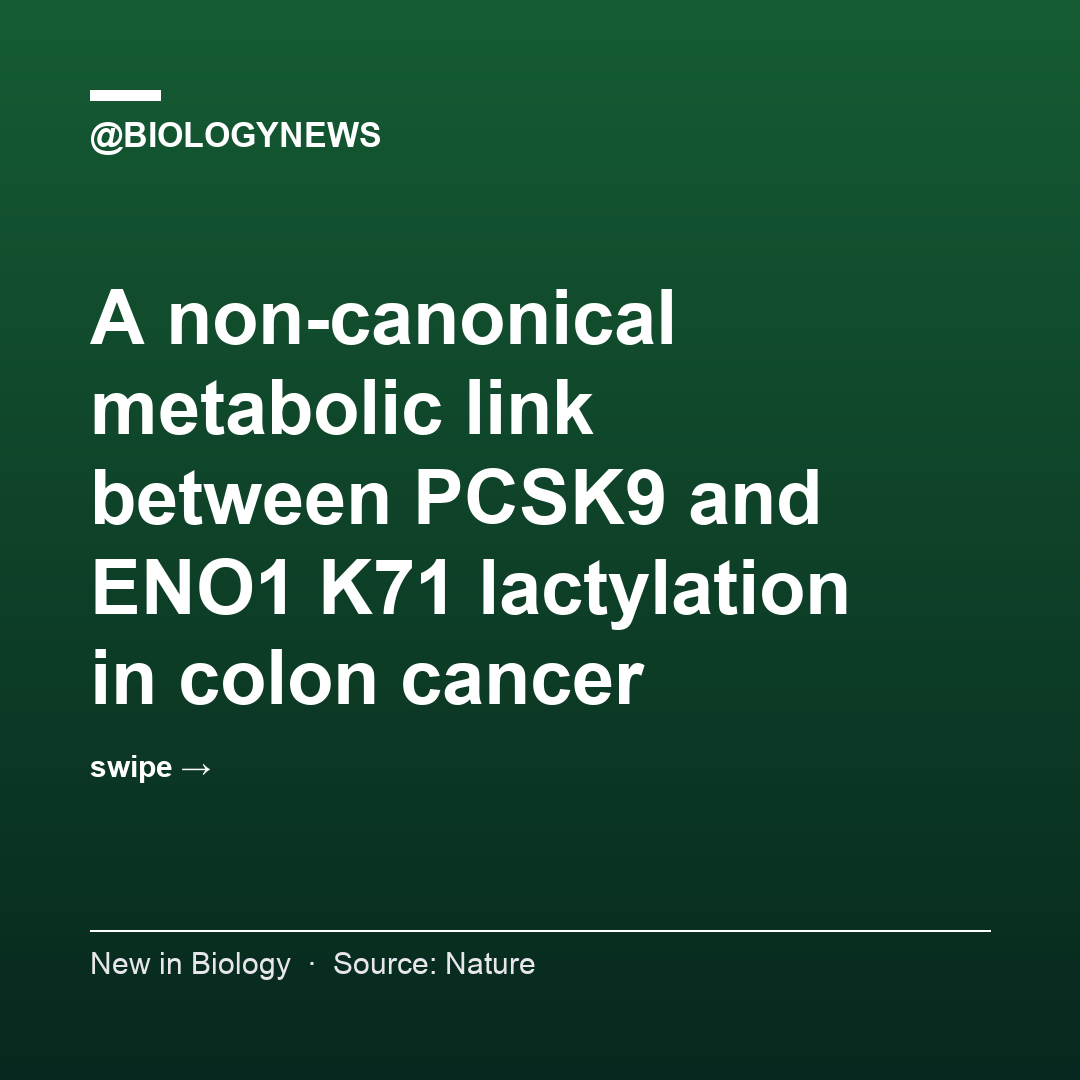 @BIOLOGYNEWS
A non-canonical
metabolic link
between PCSK9 and
ENO1 K71 lactylation
in colon cancer
swipe →
New in Biology · Source: Nature